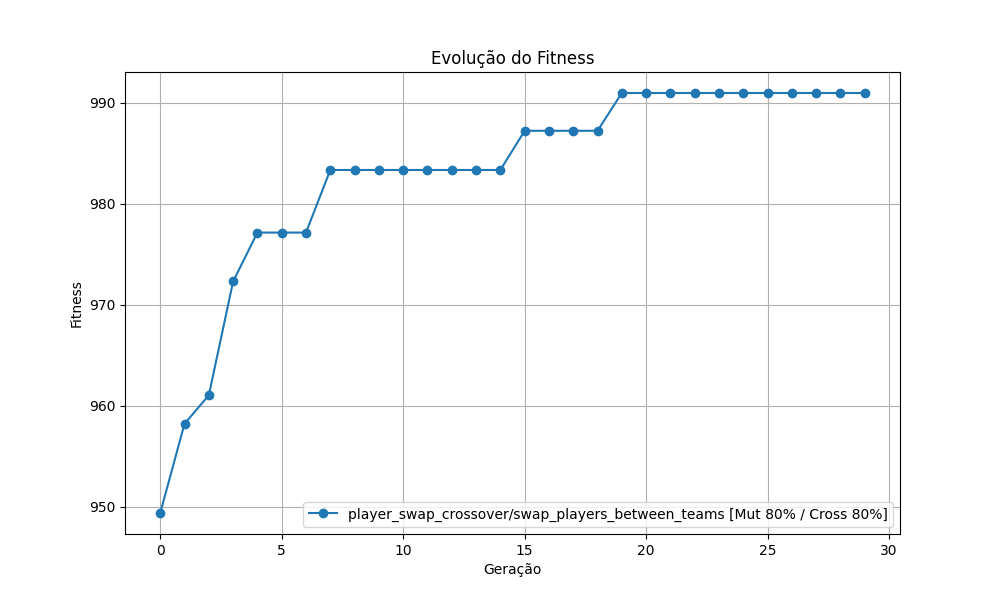 Evolução do Fitness
Fitness
990
980
970
960
950
player_swap_crossover/swap_players_between_teams [Mut 80% / Cross 80%]
0 5 10 15 20 25 30
Geração